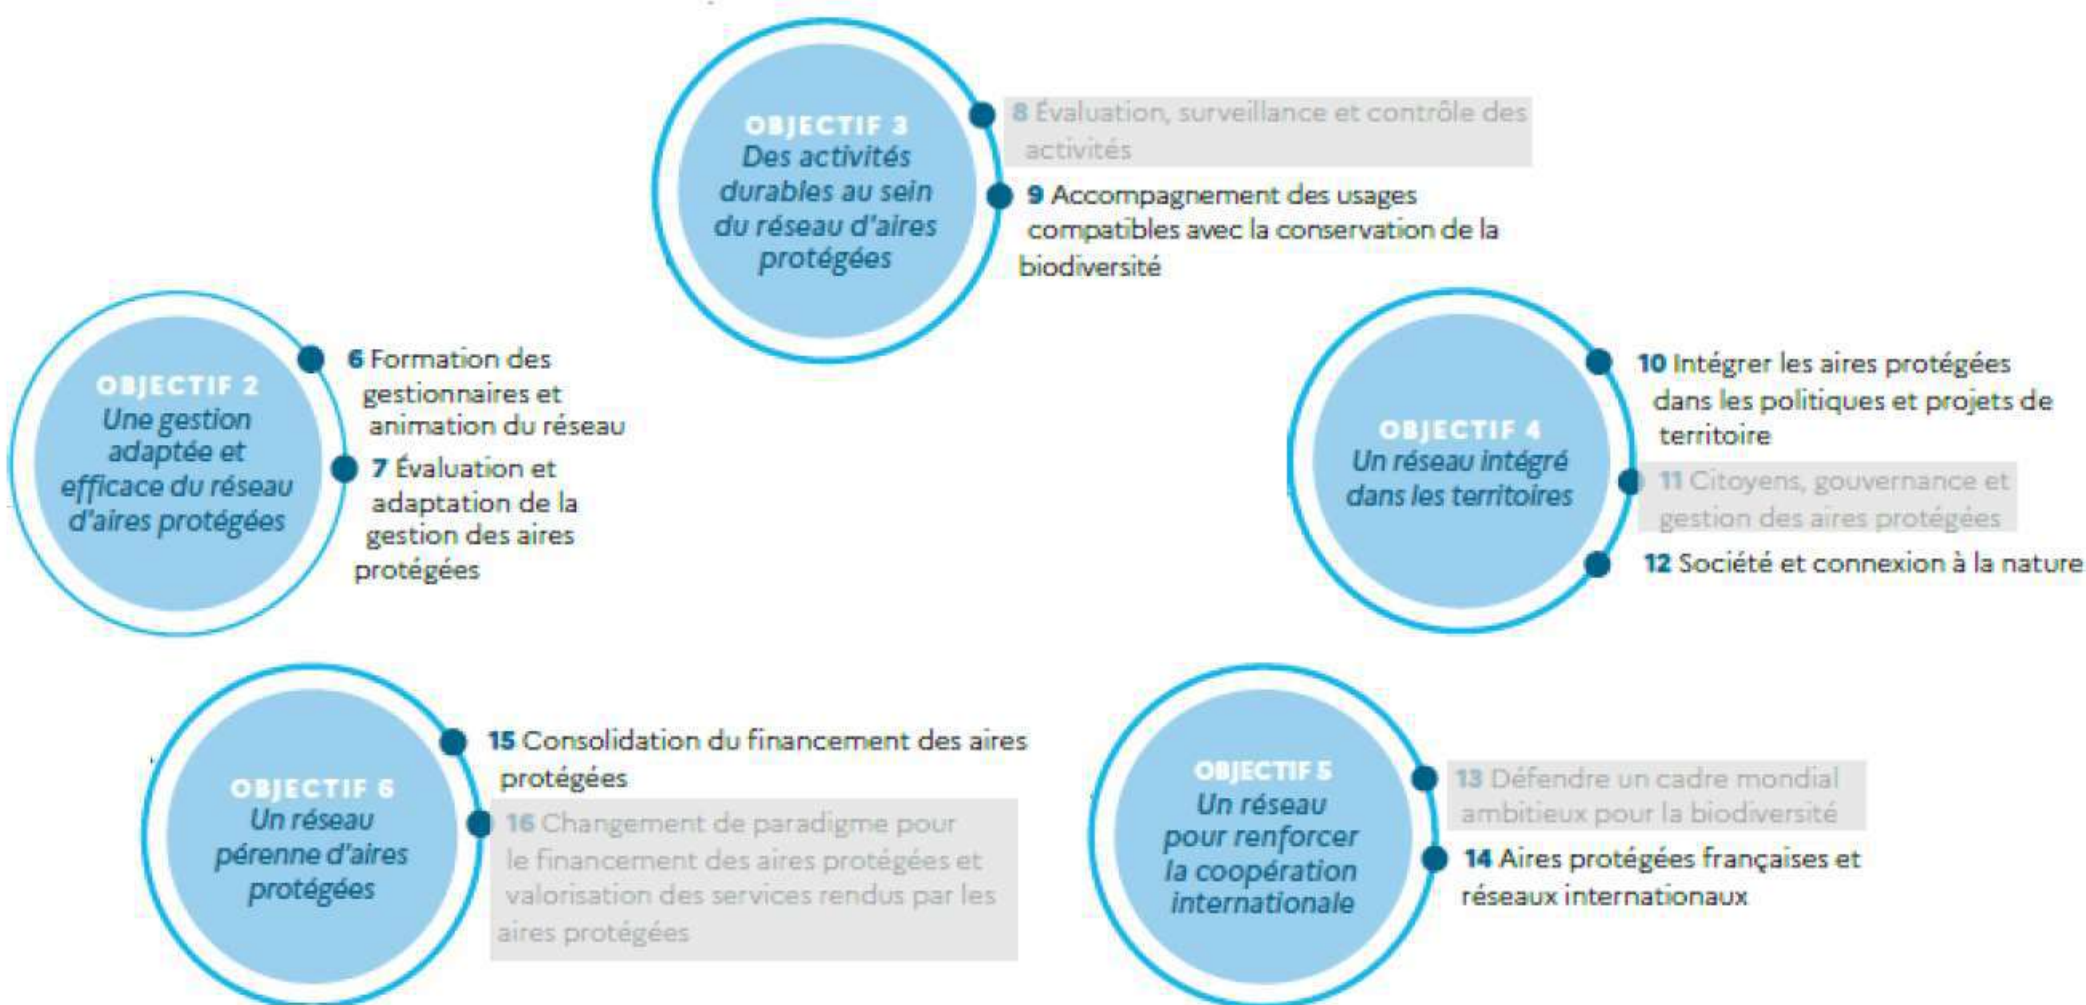 OBJECTIF 3
Des activités
durables au sein
du réseau d'aires
protégées
8 Évaluation, surveillance et contrôle des
activités
9 Accompagnement des usages
compatibles avec la conservation de la
biodiversité
OBJECTIF 2
Une gestion
adaptée et
efficace du réseau
d'aires protégées
6 Formation des
gestionnaires et
animation du réseau
7 Évaluation et
adaptation de la
gestion des aires
protégées
OBJECTIF 4
Un réseau intégré
dans les territoires
10 Intégrer les aires protégées
dans les politiques et projets de
territoire
11 Citoyens, gouvernance et
gestion des aires protégées
12 Société et connexion à la nature
OBJECTIF 6
Un réseau
pérenne d'aires
protégées
15 Consolidation du financement des aires
protégées
16 Changement de paradigme pour
le financement des aires protégées et
valorisation des services rendus par les
aires protégées
OBJECTIF 5
Un réseau
pour renforcer
la coopération
internationale
13 Défendre un cadre mondial
ambitieux pour la biodiversité
14 Aires protégées françaises et
réseaux internationaux